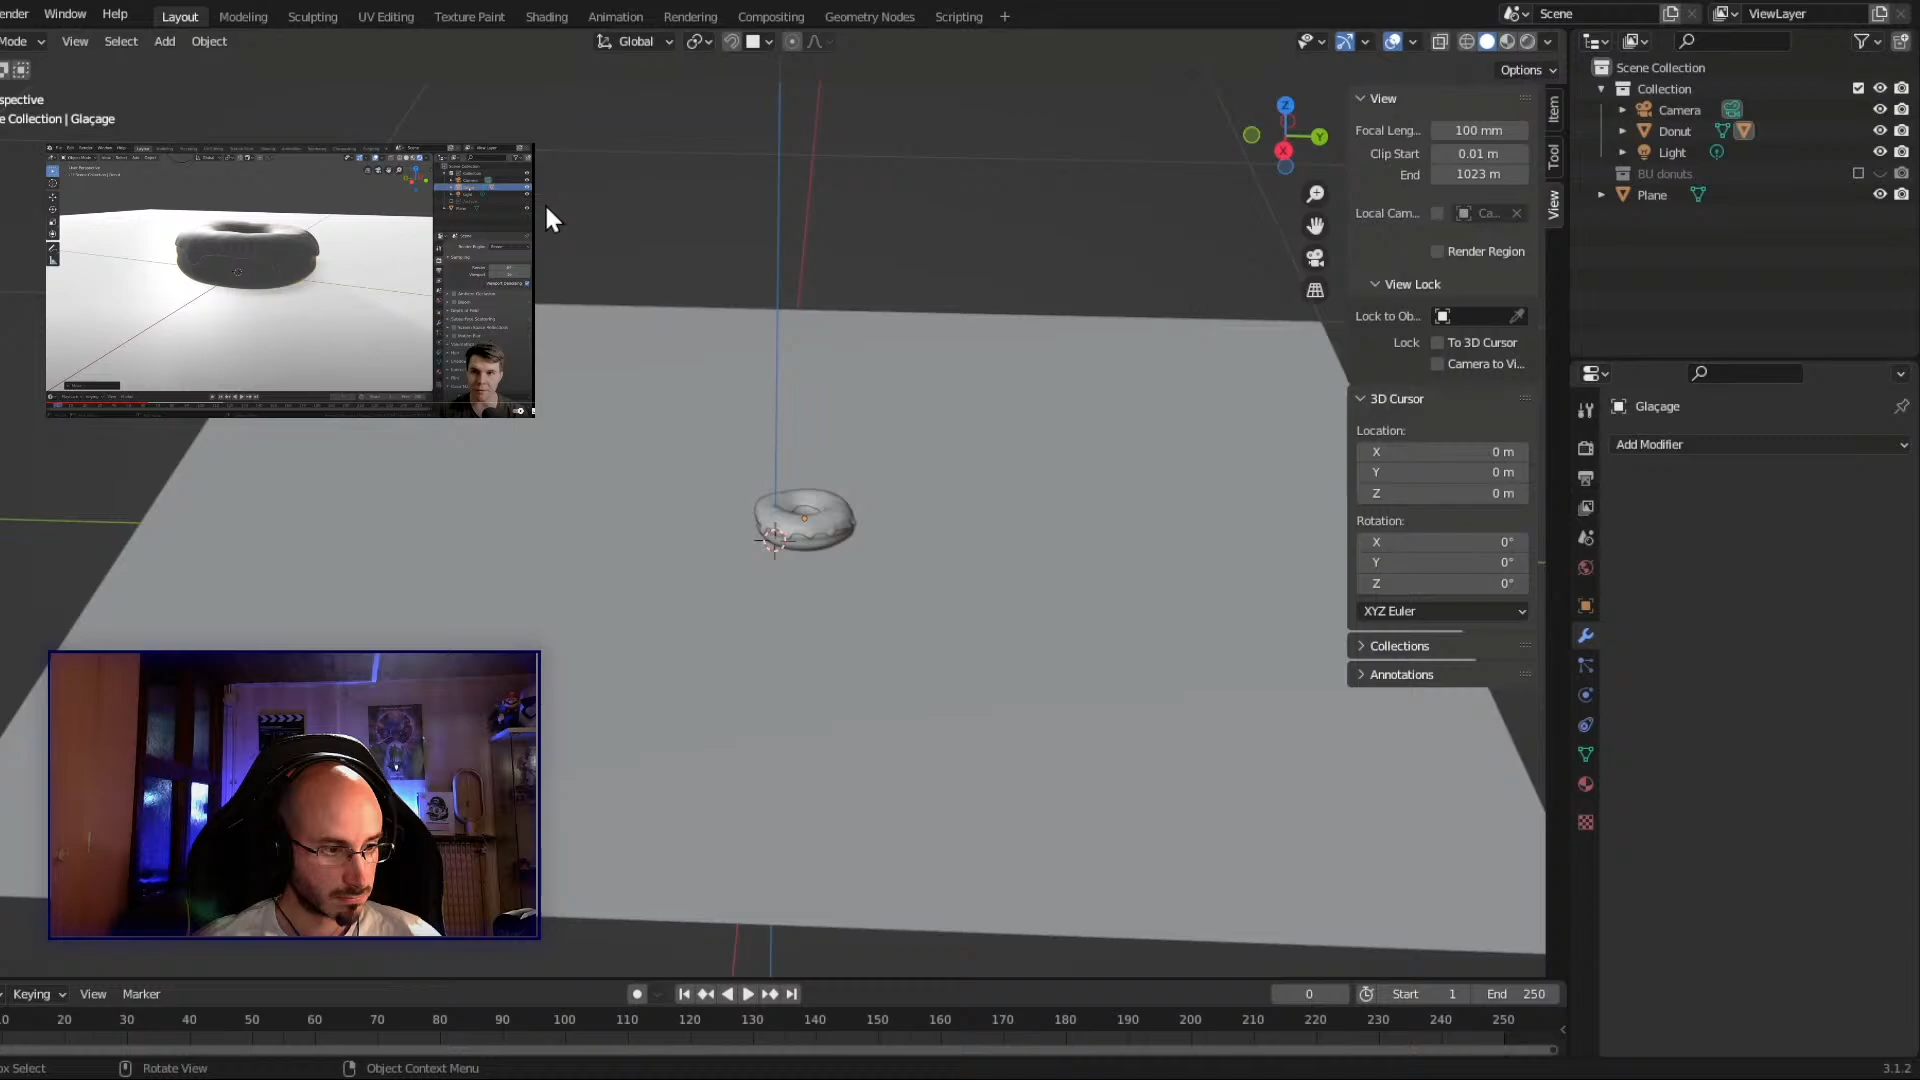 ender Window Help Layout Modeling Sculpting UV Editing Texture Paint Shading Animation Rendering Compositing Geometry Nodes Scripting + Scene ViewLayer
Mode View Select Add Object Global
Options
spective
e Collection | Glaçage
View
Focal Leng... 100 mm
Clip Start 0.01 m
End 1023 m
Local Cam... Ca...
Render Region
View Lock
Lock to Ob...
Lock To 3D Cursor
Camera to Vi...
3D Cursor
Location:
X 0 m
Y 0 m
Z 0 m
Rotation:
X 0°
Y 0°
Z 0°
XYZ Euler
Collections
Annotations
Item
Tool
View
Z
Y
X
Scene Collection
Collection
Camera
Donut
Light
BU donuts
Plane
Glaçage
Add Modifier
Keying View Marker 0 Start 1 End 250
0 20 30 40 50 60 70 80 90 100 110 120 130 140 150 160 170 180 190 200 210 220 230 240 250
ox Select Rotate View Object Context Menu 3.1.2